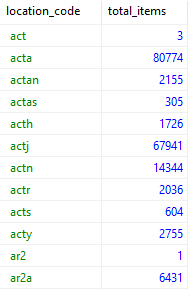 location_code total_items
act 3
acta 80774
actan 2155
actas 305
acth 1726
actj 67941
actn 14344
actr 2036
acts 604
acty 2755
ar2 1
ar2a 6431